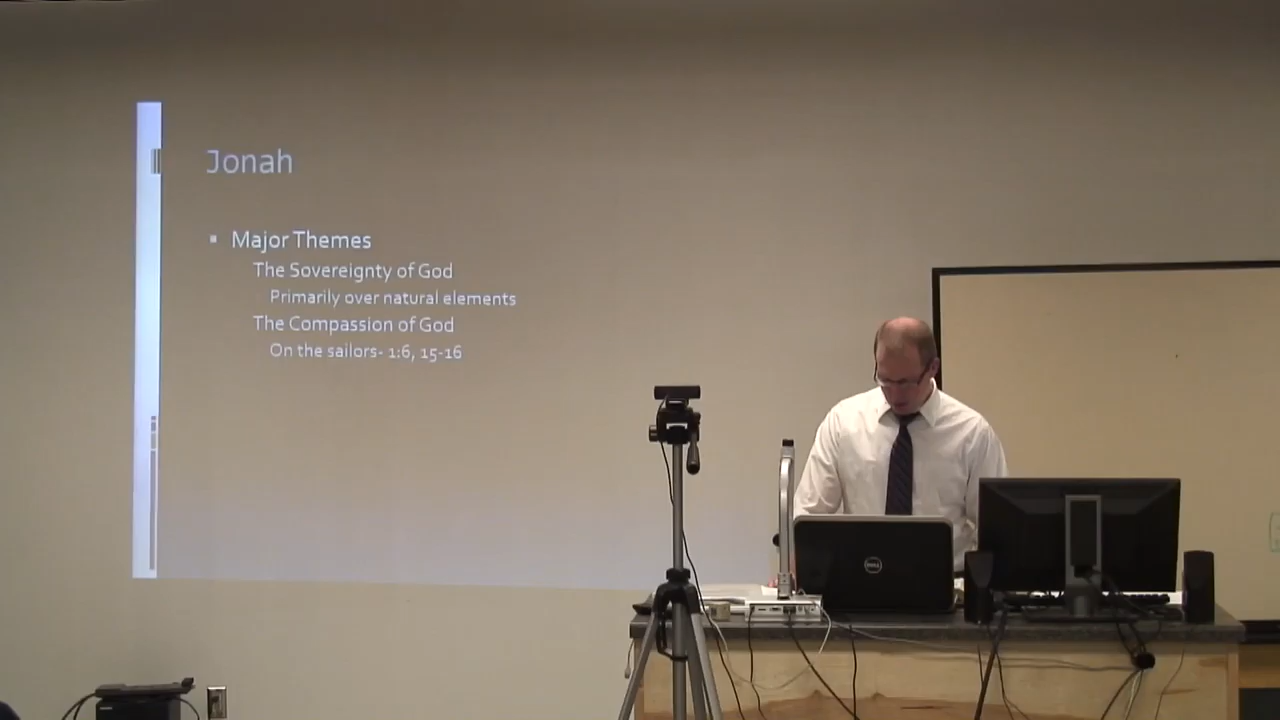 Jonah
▪ Major Themes
The Sovereignty of God
Primarily over natural elements
The Compassion of God
On the sailors- 1:6, 15-16
DELL